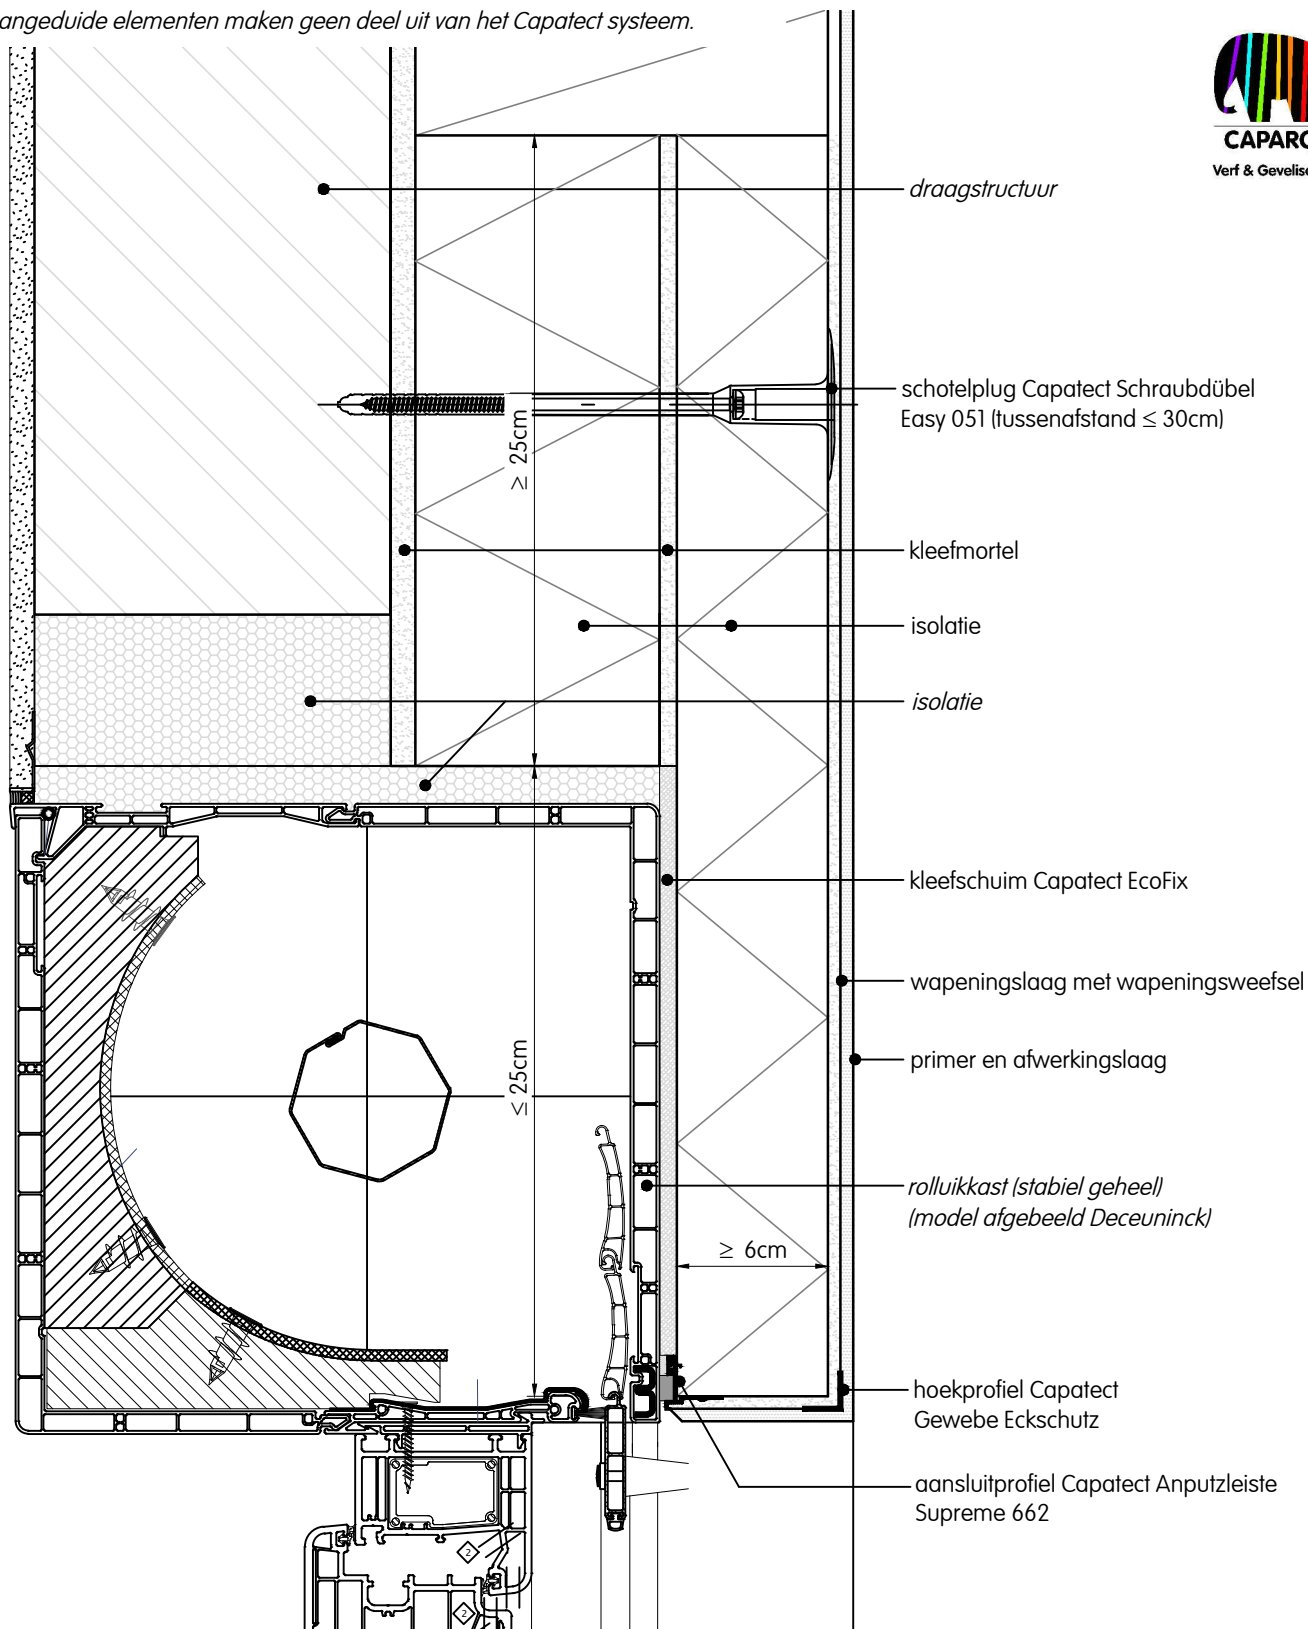 angeduide elementen maken geen deel uit van het Capatect systeem.
CAPARO
Verf & Gevelis
draagstructuur
schotelplug Capatect Schraubdübel
Easy 051 (tussenafstand ≤ 30cm)
≥ 25cm
kleefmortel
isolatie
isolatie
kleefschuim Capatect EcoFix
wapeningslaag met wapeningsweefsel
primer en afwerkingslaag
≤ 25cm
rolluikkast (stabiel geheel)
(model afgebeeld Deceuninck)
≥ 6cm
hoekprofiel Capatect
Gewebe Eckschutz
aansluitprofiel Capatect Anputzleiste
Supreme 662
2
2